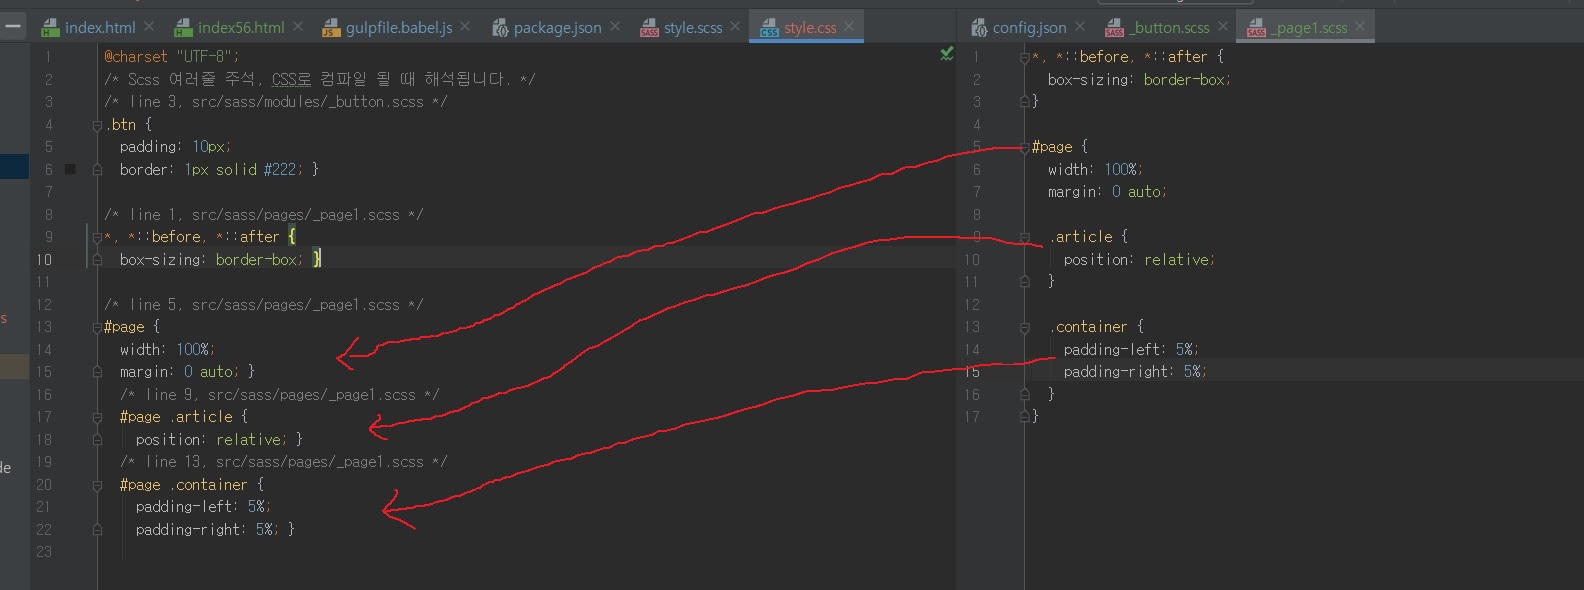 index.html
index56.html
gulpfile.babel.js
package.json
style.scss
style.css
config.json
_button.scss
_page1.scss
1 @charset "UTF-8";
2 /* Scss 여러줄 주석, CSS로 컴파일 될 때 해석됩니다. */
3 /* line 3, src/sass/modules/_button.scss */
4 .btn {
5 padding: 10px;
6 border: 1px solid #222; }
7
8 /* line 1, src/sass/pages/_page1.scss */
9 *, *::before, *::after {
10 box-sizing: border-box; }
11
12 /* line 5, src/sass/pages/_page1.scss */
13 #page {
14 width: 100%;
15 margin: 0 auto; }
16 /* line 9, src/sass/pages/_page1.scss */
17 #page .article {
18 position: relative; }
19 /* line 13, src/sass/pages/_page1.scss */
20 #page .container {
21 padding-left: 5%;
22 padding-right: 5%; }
23
1 *, *::before, *::after {
2 box-sizing: border-box;
3 }
4
5 #page {
6 width: 100%;
7 margin: 0 auto;
8
9 .article {
10 position: relative;
11 }
12
13 .container {
14 padding-left: 5%;
15 padding-right: 5%;
16 }
17 }
s
de